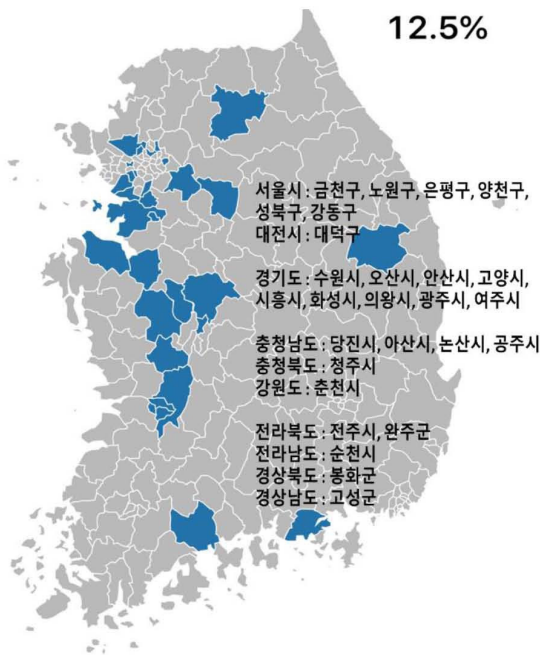 12.5%
서울시 : 금천구, 노원구, 은평구, 양천구,
성북구, 강동구
대전시 : 대덕구
경기도 : 수원시, 오산시, 안산시, 고양시,
시흥시, 화성시, 의왕시, 광주시, 여주시
충청남도 : 당진시, 아산시, 논산시, 공주시
충청북도 : 청주시
강원도 : 춘천시
전라북도 : 전주시, 완주군
전라남도 : 순천시
경상북도 : 봉화군
경상남도 : 고성군